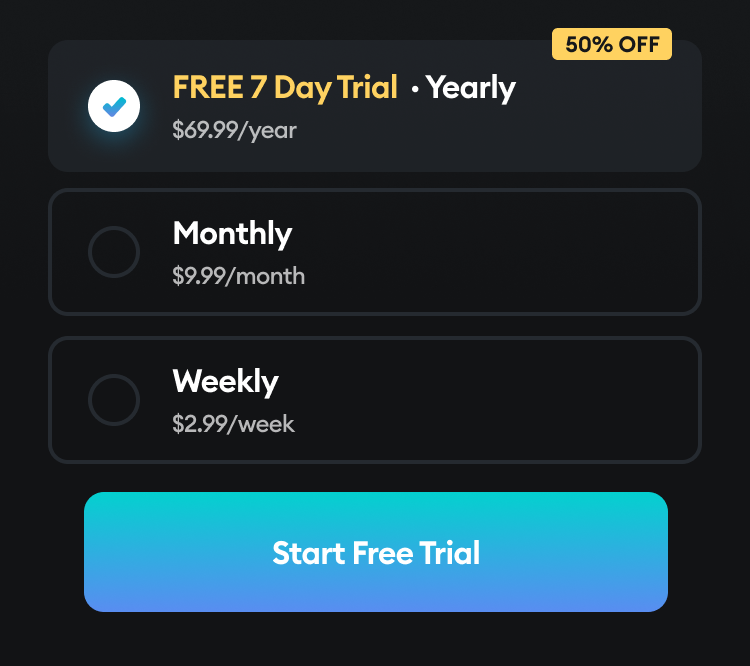 50% OFF
FREE 7 Day Trial · Yearly
$69.99/year
Monthly
$9.99/month
Weekly
$2.99/week
Start Free Trial